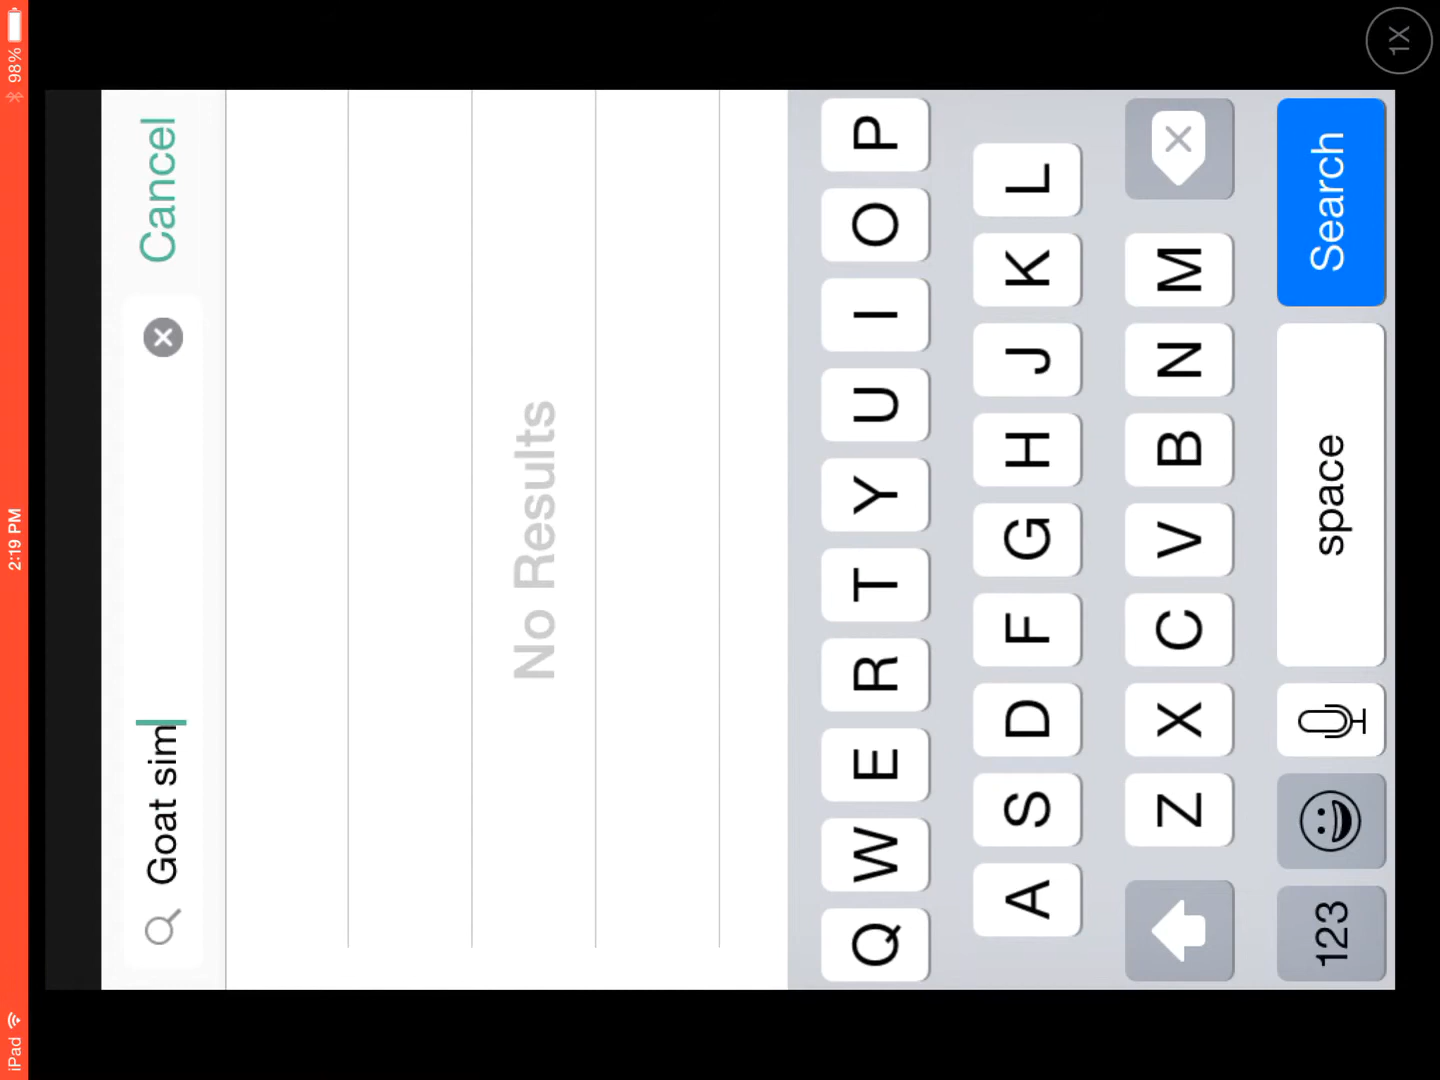 iPad 2:19 PM 98%
1X
Goat sim Cancel
No Results
Q W E R T Y U I O P
A S D F G H J K L
Z X C V B N M
123 space Search